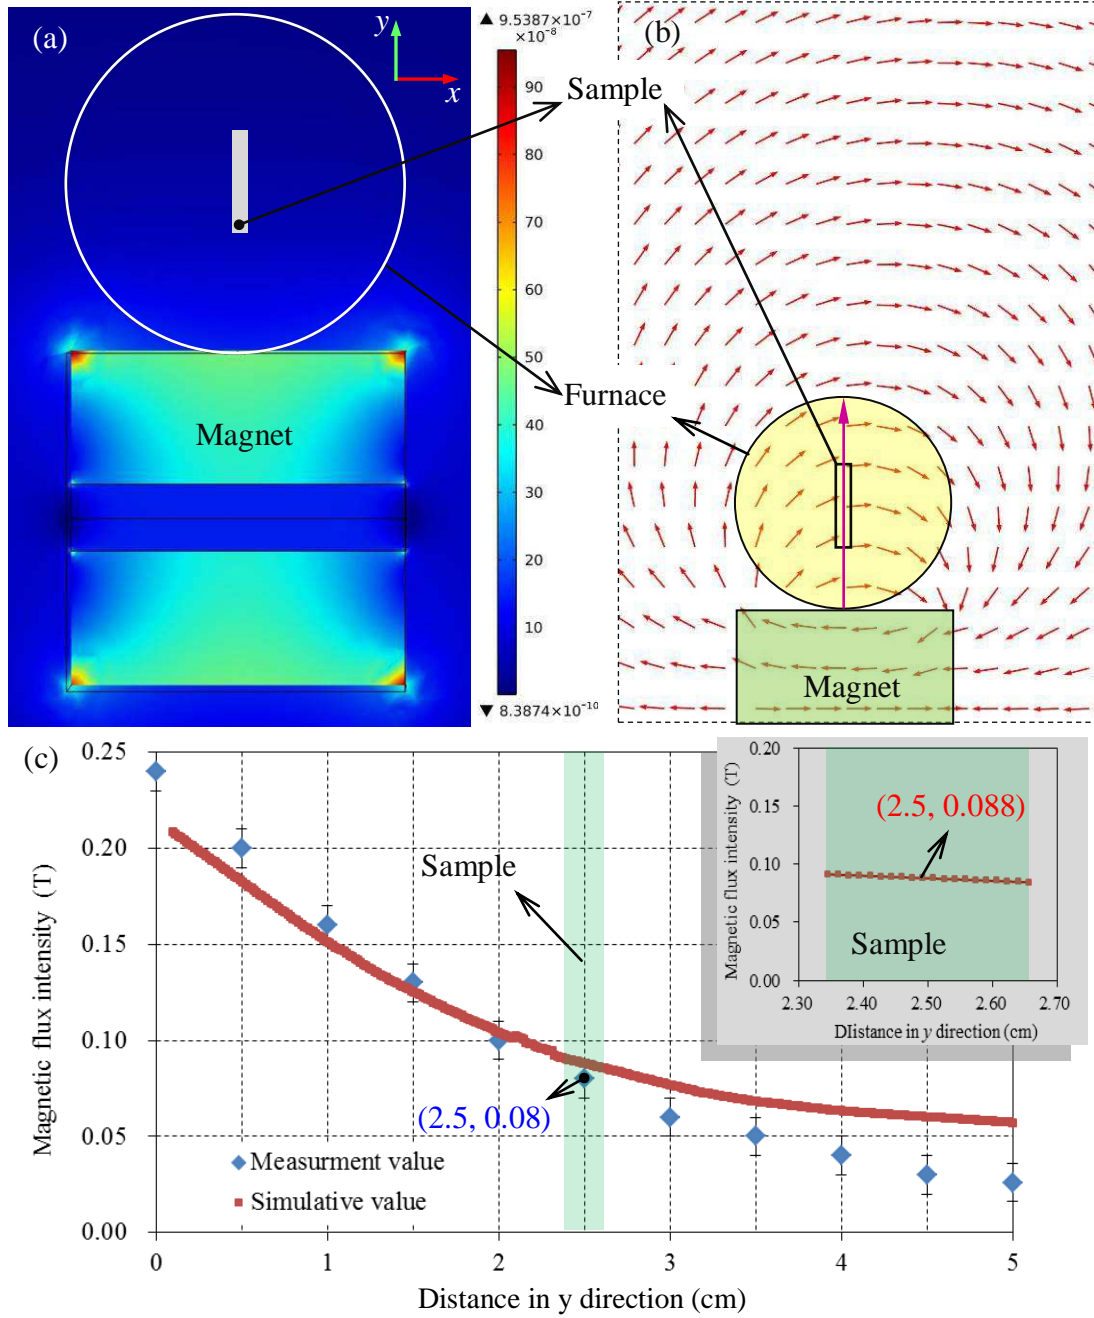 (a)
y
x
▲ 9.5387×10⁻⁷
×10⁻⁸
90
80
70
60
50
40
30
20
10
▼ 8.3874×10⁻¹⁰
Magnet
(b)
Sample
Furnace
Magnet
(c)
Magnetic flux intensity (T)
0.25
0.20
0.15
0.10
0.05
0.00
0
1
2
3
4
5
Distance in y direction (cm)
Sample
(2.5, 0.08)
Measurment value
Simulative value
Magnetic flux intensity (T)
0.20
0.15
0.10
0.05
0.00
2.30
2.40
2.50
2.60
2.70
DIistance in y direction (cm)
(2.5, 0.088)
Sample